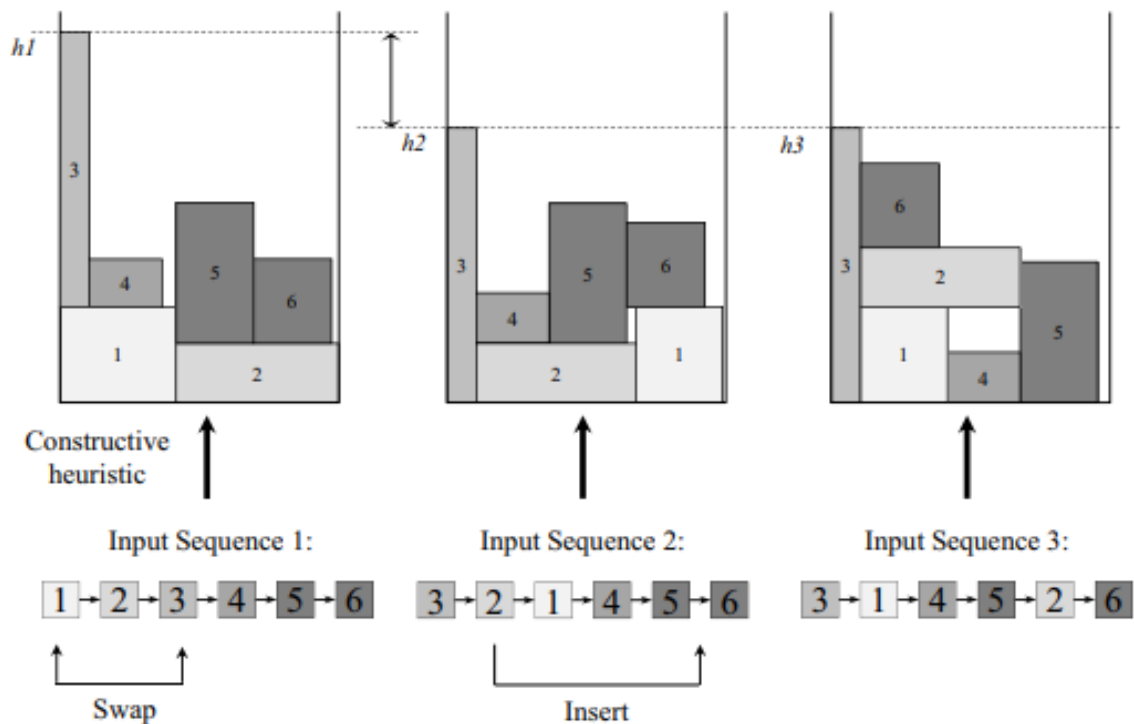 h1
3
4
5
6
1
2
h2
3
4
5
6
2
1
h3
6
3
2
5
1
4
Constructive
heuristic
Input Sequence 1:
Input Sequence 2:
Input Sequence 3:
1 2 3 4 5 6
3 2 1 4 5 6
3 1 4 5 2 6
Swap
Insert